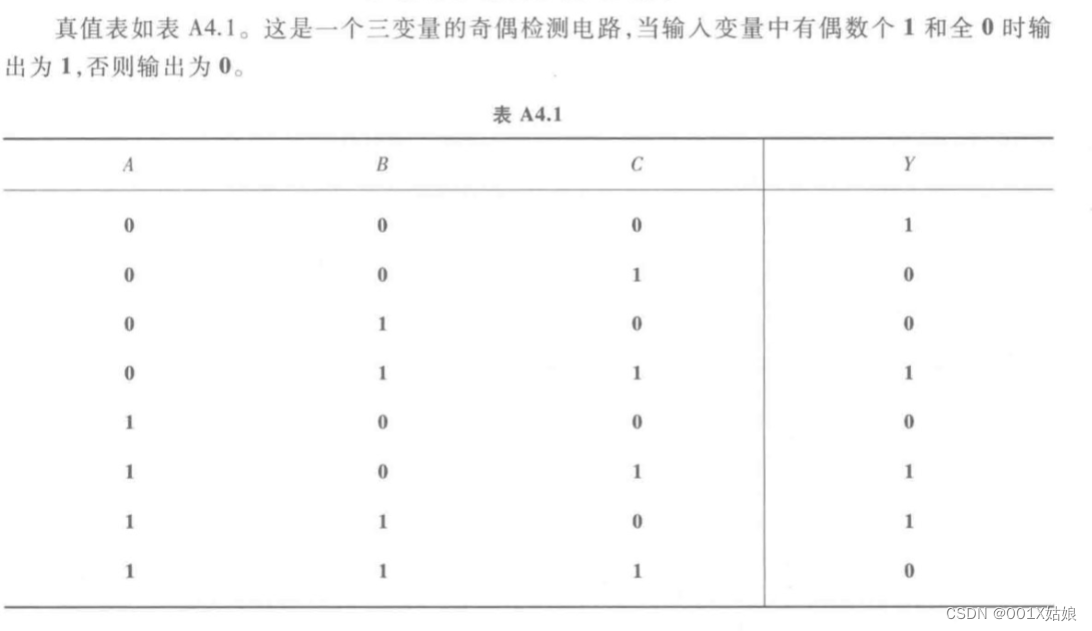 真值表如表 A4.1。这是一个三变量的奇偶检测电路,当输入变量中有偶数个 1 和全 0 时输
出为 1,否则输出为 0。
表 A4.1
A B C Y
0 0 0 1
0 0 1 0
0 1 0 0
0 1 1 1
1 0 0 0
1 0 1 1
1 1 0 1
1 1 1 0
CSDN @001X姑娘